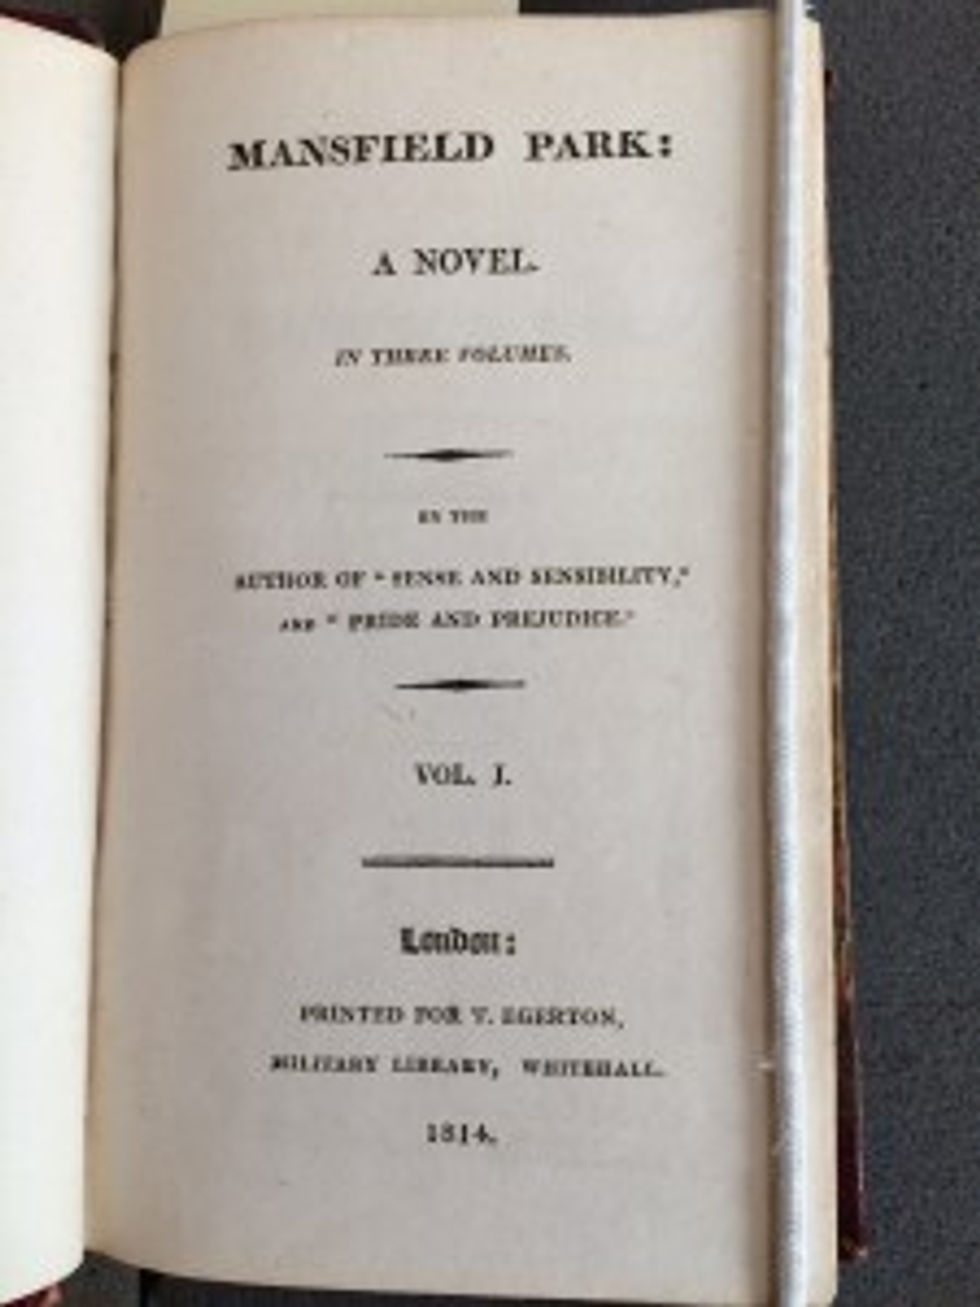 MANSFIELD PARK:
A NOVEL.
IN THREE VOLUMES.
BY THE
AUTHOR OF "SENSE AND SENSIBILITY,"
AND "PRIDE AND PREJUDICE."
VOL. I.
London:
PRINTED FOR T. EGERTON,
MILITARY LIBRARY, WHITEHALL.
1814.